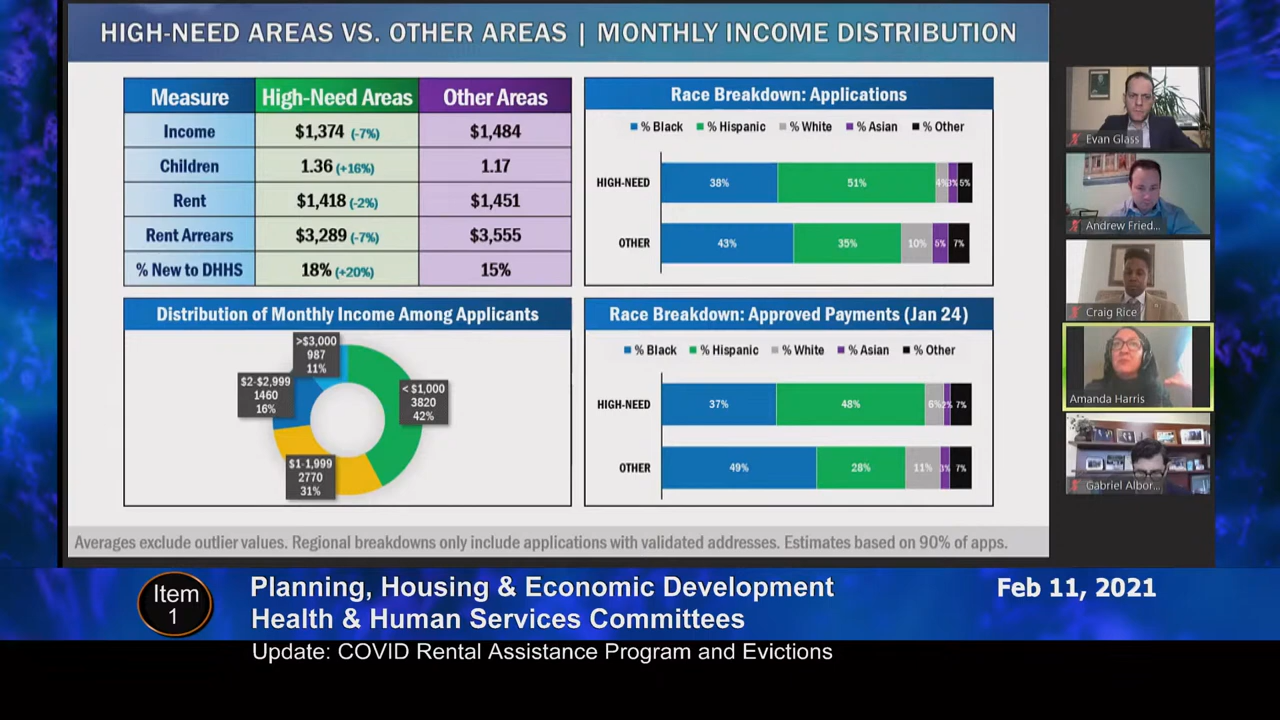 HIGH-NEED AREAS VS. OTHER AREAS | MONTHLY INCOME DISTRIBUTION
Measure High-Need Areas Other Areas
Income $1,374 (-7%) $1,484
Children 1.36 (+16%) 1.17
Rent $1,418 (-2%) $1,451
Rent Arrears $3,289 (-7%) $3,555
% New to DHHS 18% (+20%) 15%
Race Breakdown: Applications
% Black % Hispanic % White % Asian % Other
HIGH-NEED 38% 51% 4% 3% 5%
OTHER 43% 35% 10% 5% 7%
Distribution of Monthly Income Among Applicants
>$3,000
987
11%
$2-$2,999
1460
16%
< $1,000
3820
42%
$1-1,999
2770
31%
Race Breakdown: Approved Payments (Jan 24)
% Black % Hispanic % White % Asian % Other
HIGH-NEED 37% 48% 6% 2% 7%
OTHER 49% 28% 11% 3% 7%
Averages exclude outlier values. Regional breakdowns only include applications with validated addresses. Estimates based on 90% of apps.
Evan Glass
Andrew Fried...
Craig Rice
Amanda Harris
Gabriel Albor...
Item
1
Planning, Housing & Economic Development
Health & Human Services Committees
Feb 11, 2021
Update: COVID Rental Assistance Program and Evictions